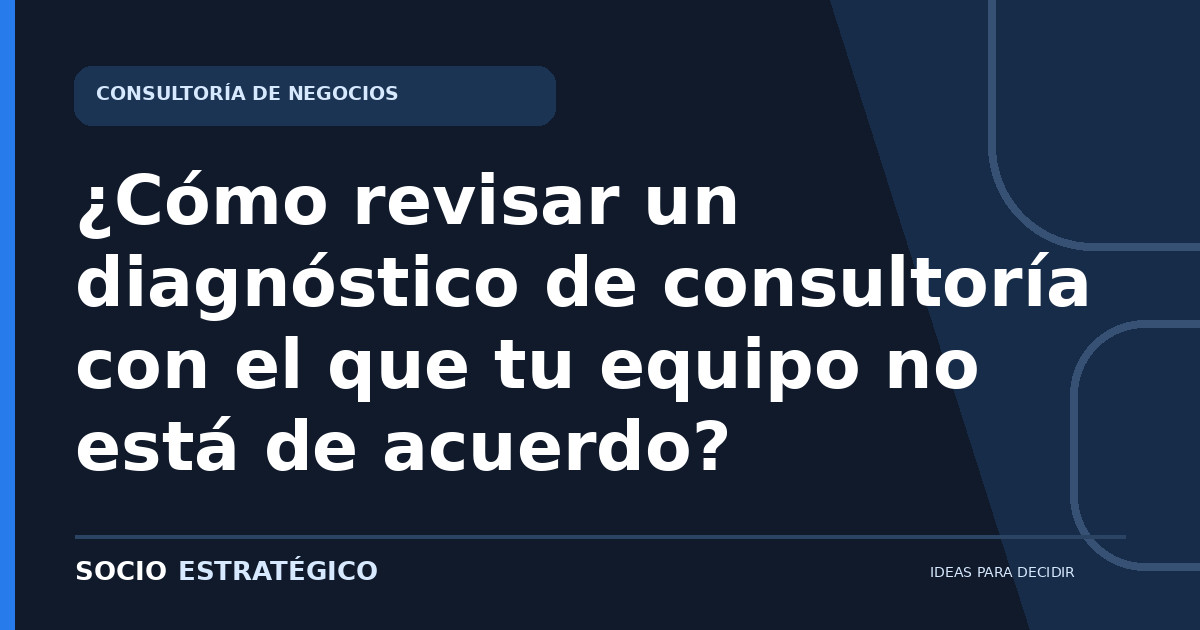 CONSULTORÍA DE NEGOCIOS
¿Cómo revisar un
diagnóstico de consultoría
con el que tu equipo no
está de acuerdo?
SOCIO ESTRATÉGICO
IDEAS PARA DECIDIR